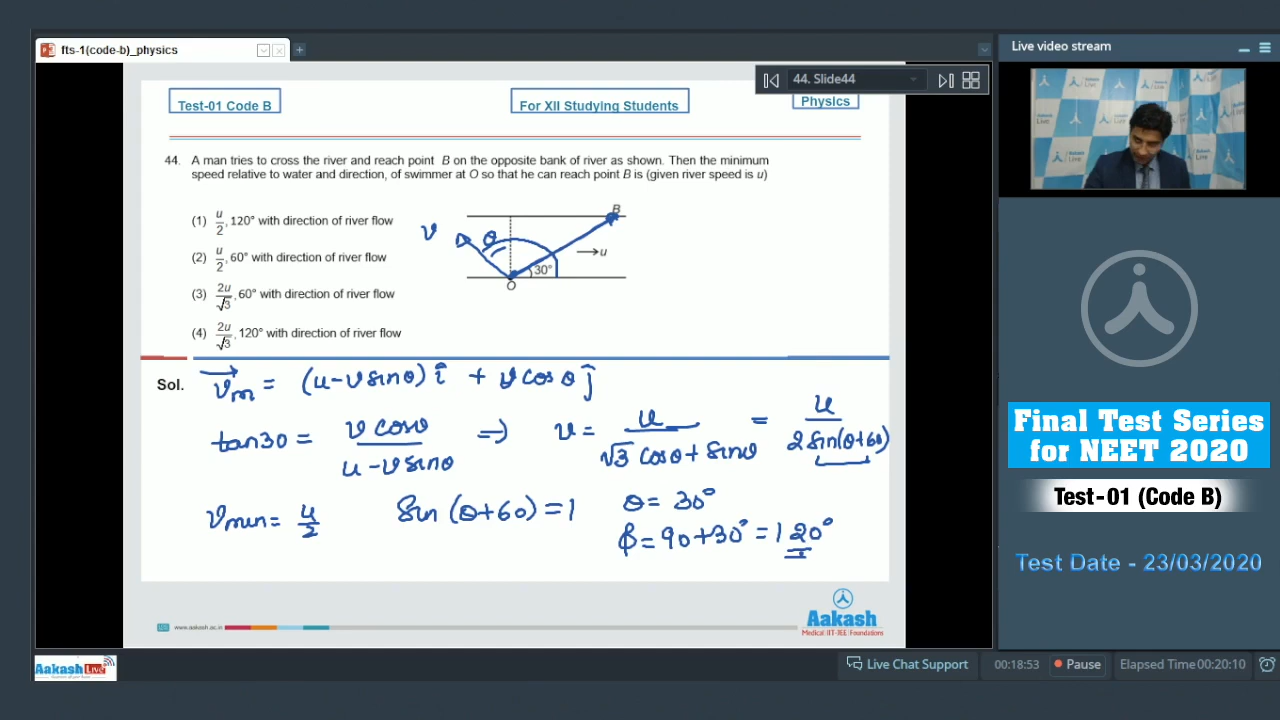 fts-1(code-b)_physics
Live video stream
44. Slide44
Test-01 Code B
For XII Studying Students
Physics
44. A man tries to cross the river and reach point B on the opposite bank of river as shown. Then the minimum
speed relative to water and direction, of swimmer at O so that he can reach point B is (given river speed is u)
(1) u/2, 120° with direction of river flow
(2) u/2, 60° with direction of river flow
(3) 2u/√3, 60° with direction of river flow
(4) 2u/√3, 120° with direction of river flow
B
v
θ
→u
30°
O
Sol. v⃗m = (u-v sinθ) î + v cosθ ĵ
tan30 = v cosθ / u-v sinθ ⇒ v = u / √3 cosθ + sinθ = u / 2 sin(θ+60)
vmin = u/2 Sin (θ+60) = 1 θ = 30°
β = 90+30° = 120°
www.aakash.ac.in
Aakash
Medical|IIT-JEE|Foundations
Final Test Series
for NEET 2020
Test-01 (Code B)
Test Date - 23/03/2020
Aakash Live
Live Chat Support
00:18:53
Pause
Elapsed Time 00:20:10